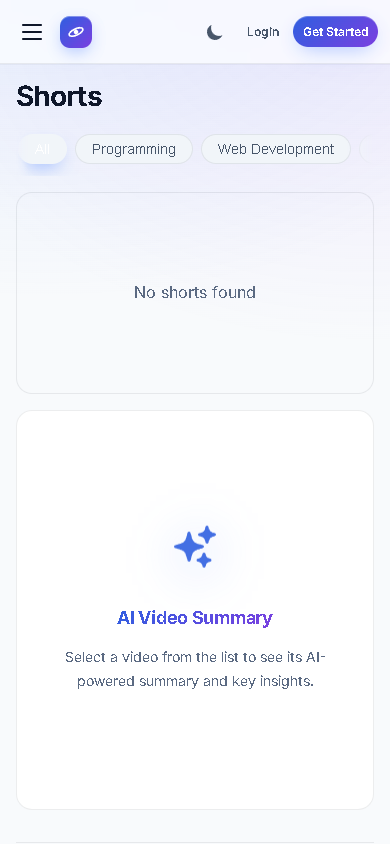 Login
Get Started
Shorts
All
Programming
Web Development
No shorts found
AI Video Summary
Select a video from the list to see its AI-
powered summary and key insights.